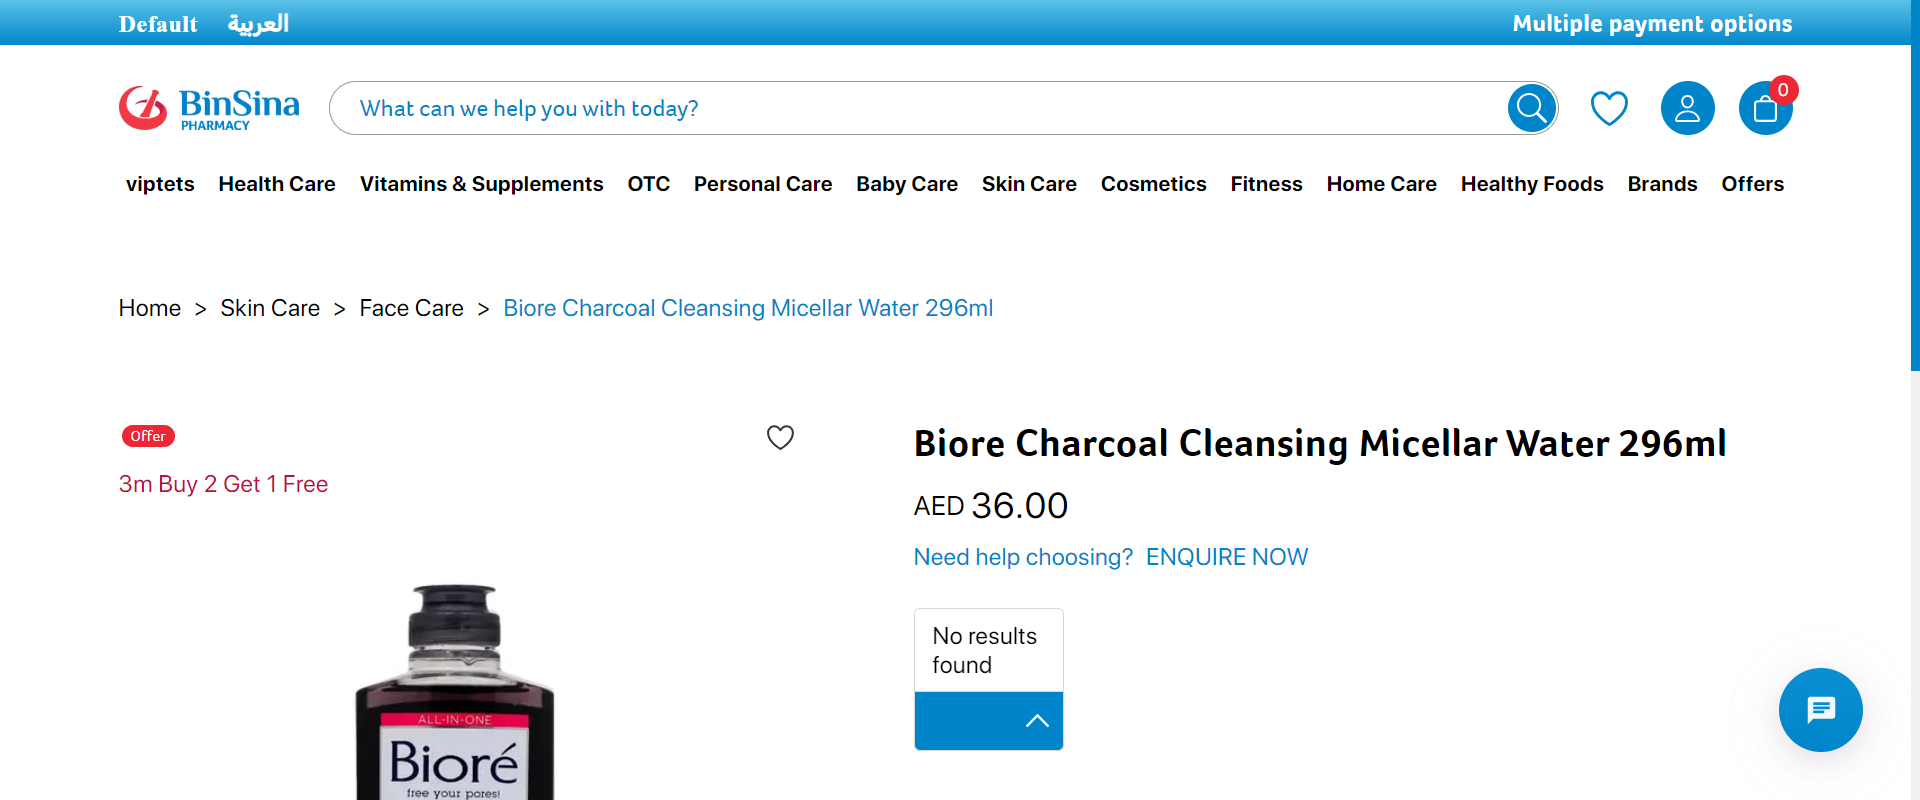 Default العربية
Multiple payment options
BinSina
PHARMACY
What can we help you with today?
0
viptets Health Care Vitamins & Supplements OTC Personal Care Baby Care Skin Care Cosmetics Fitness Home Care Healthy Foods Brands Offers
Home > Skin Care > Face Care > Biore Charcoal Cleansing Micellar Water 296ml
Offer
3m Buy 2 Get 1 Free
ALL-IN-ONE
Bioré
free your pores!
Biore Charcoal Cleansing Micellar Water 296ml
AED 36.00
Need help choosing? ENQUIRE NOW
No results
found